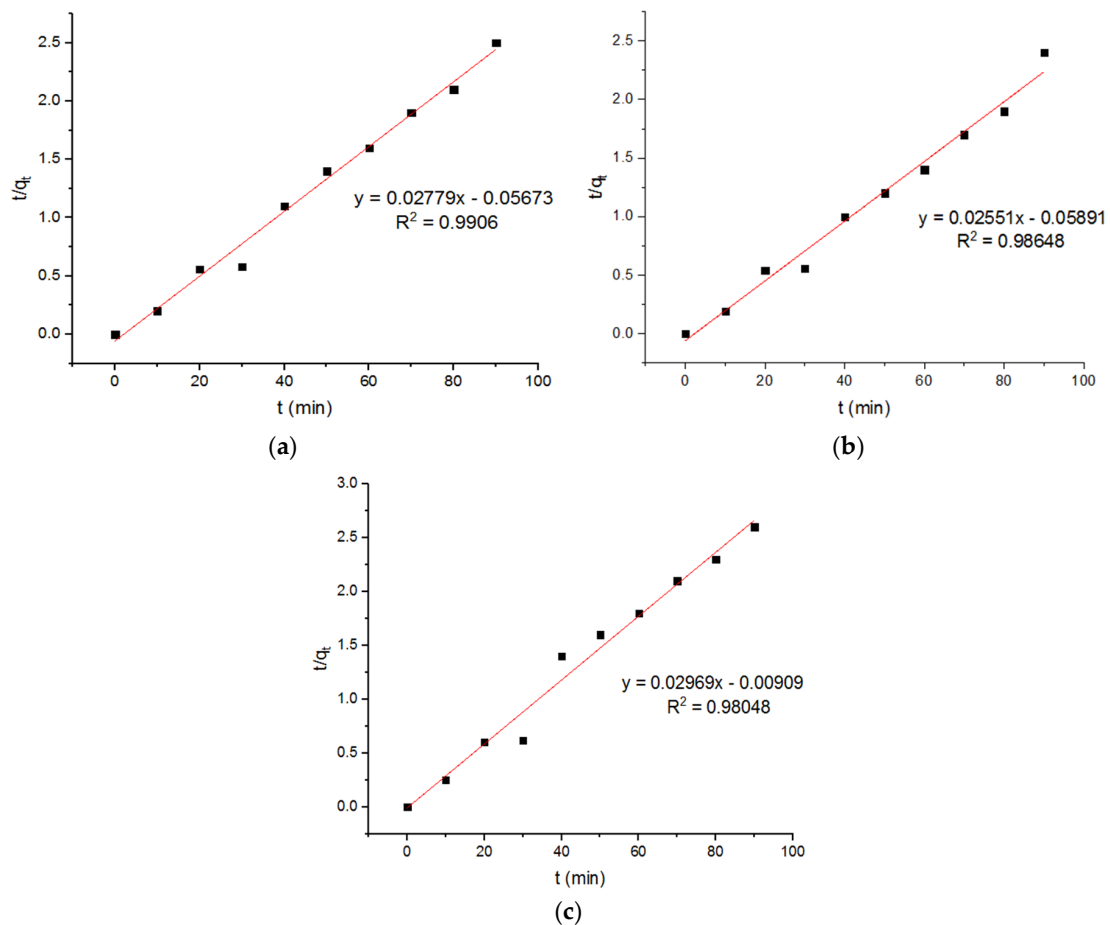 2.5
2.0
1.5
1.0
0.5
0.0
t/qt
y = 0.02779x - 0.05673
R² = 0.9906
0 20 40 60 80 100
t (min)
(a)
2.5
2.0
1.5
1.0
0.5
0.0
t/qt
y = 0.02551x - 0.05891
R² = 0.98648
0 20 40 60 80 100
t (min)
(b)
3.0
2.5
2.0
1.5
1.0
0.5
0.0
t/qt
y = 0.02969x - 0.00909
R² = 0.98048
0 20 40 60 80 100
t (min)
(c)